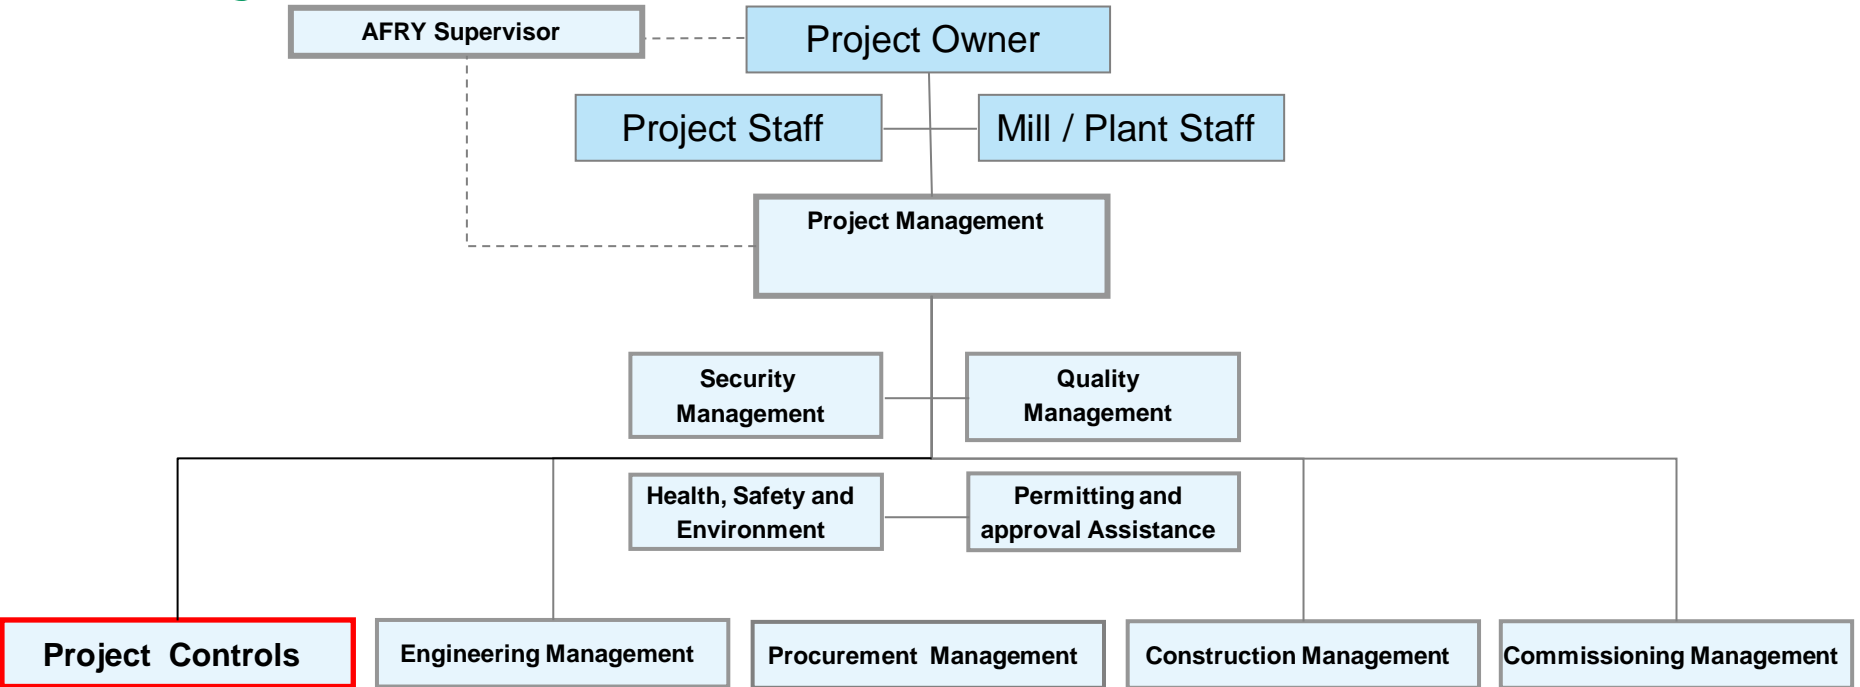 AFRY Supervisor
Project Owner
Project Staff
Mill / Plant Staff
Project Management
Security
Management
Quality
Management
Health, Safety and
Environment
Permitting and
approval Assistance
Project Controls
Engineering Management
Procurement Management
Construction Management
Commissioning Management